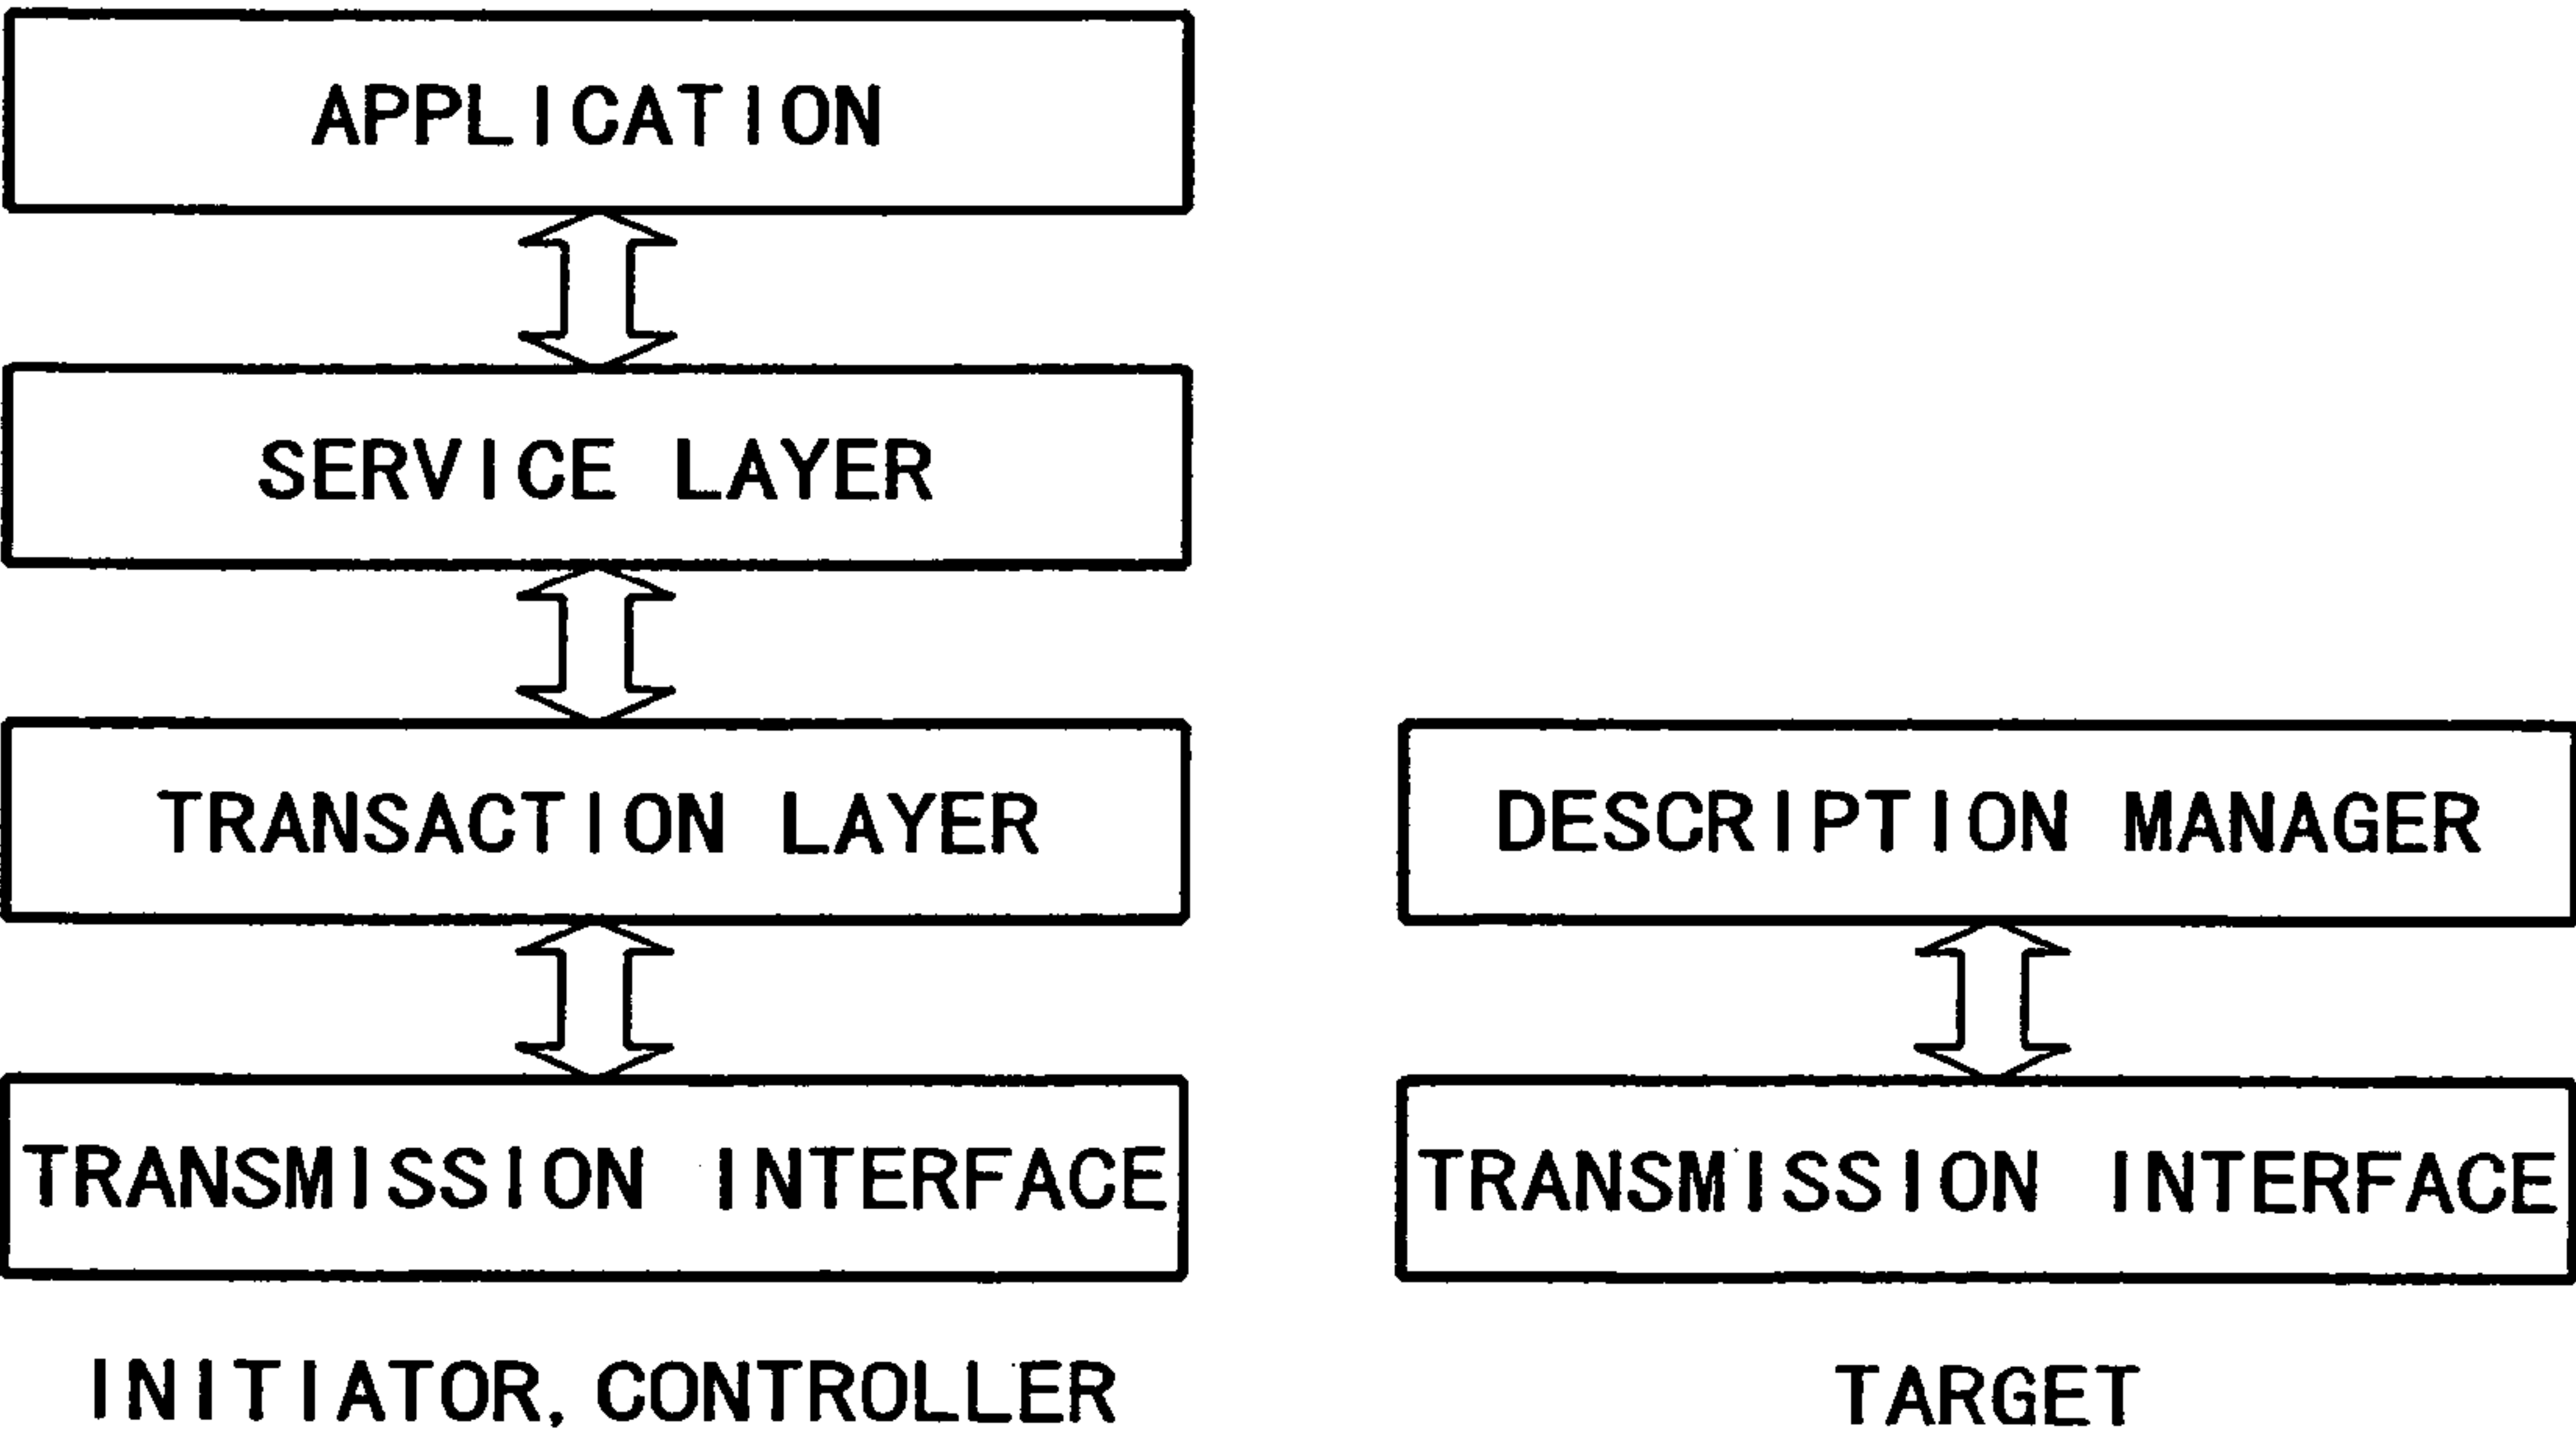 APPLICATION
SERVICE LAYER
TRANSACTION LAYER
DESCRIPTION MANAGER
TRANSMISSION INTERFACE
TRANSMISSION INTERFACE
INITIATOR, CONTROLLER
TARGET